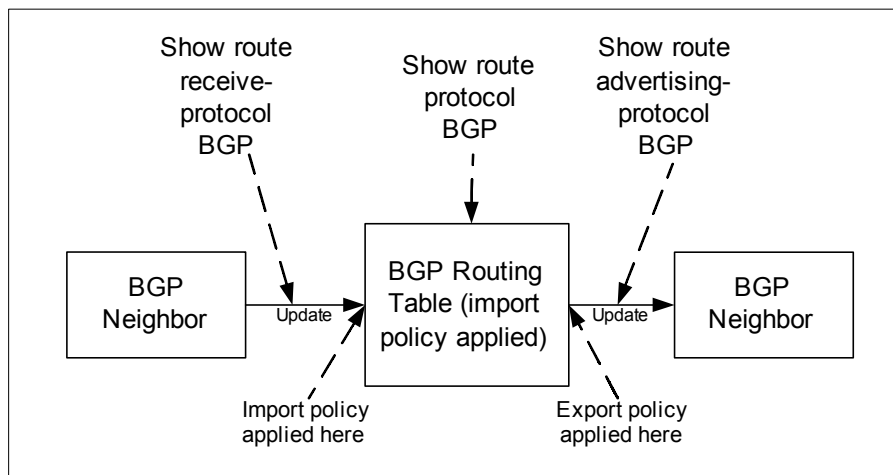 Show route
receive-
protocol
BGP
Show route
protocol
BGP
Show route
advertising-
protocol
BGP
BGP
Neighbor
Update
BGP Routing
Table (import
policy applied)
Update
BGP
Neighbor
Import policy
applied here
Export policy
applied here